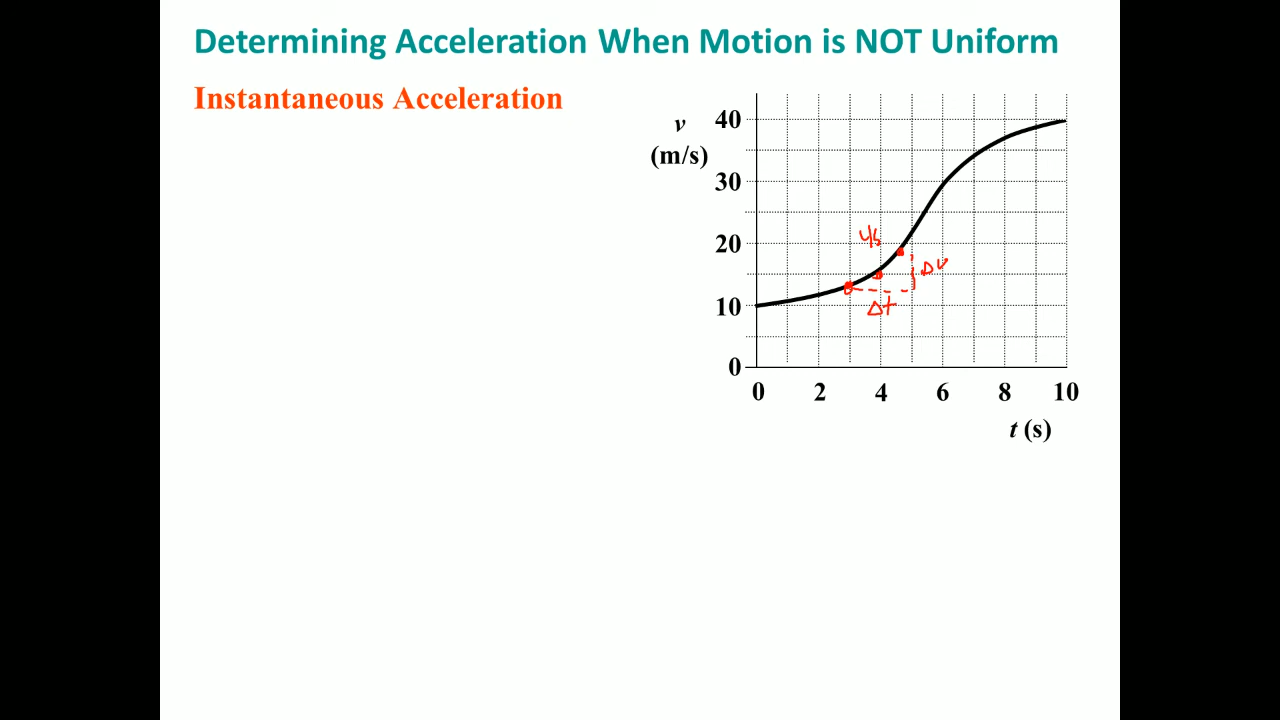 Determining Acceleration When Motion is NOT Uniform
Instantaneous Acceleration
v
(m/s)
40
30
20
10
0
Δv
Δt
0 2 4 6 8 10
t (s)